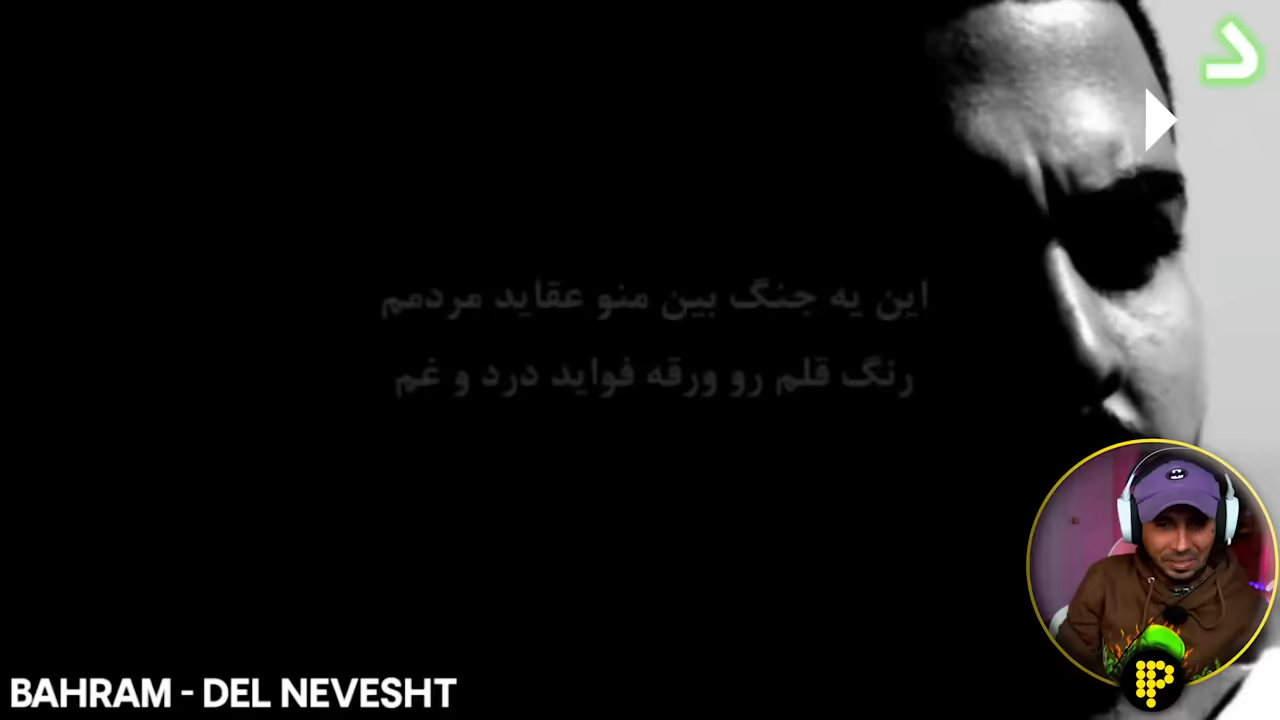 د
این یه جنگ بین منو عقاید مردمم
رنگ قلم رو ورقه فواید درد و غم
BAHRAM - DEL NEVESHT
P